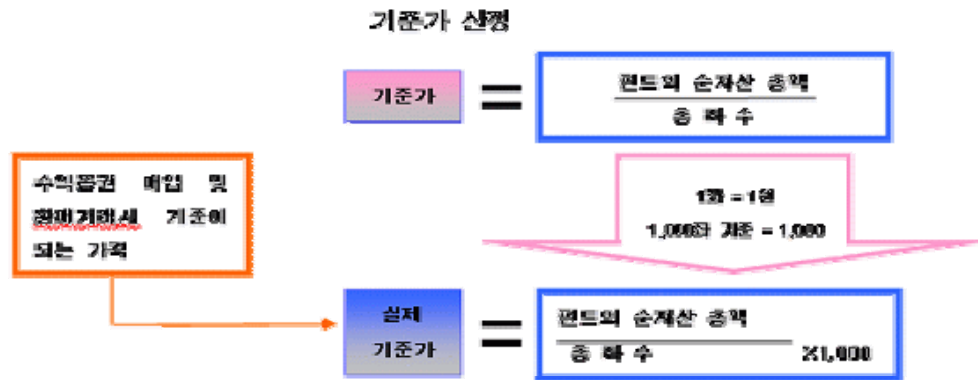 기준가 산정
기준가
=
펀드의 순자산 총액
총 좌 수
수익증권 매입 및
환매거래시 기준이
되는 가격
1좌 = 1원
1,000좌 기준 = 1,000
실제
기준가
=
펀드의 순자산 총액
총 좌 수 X1,000